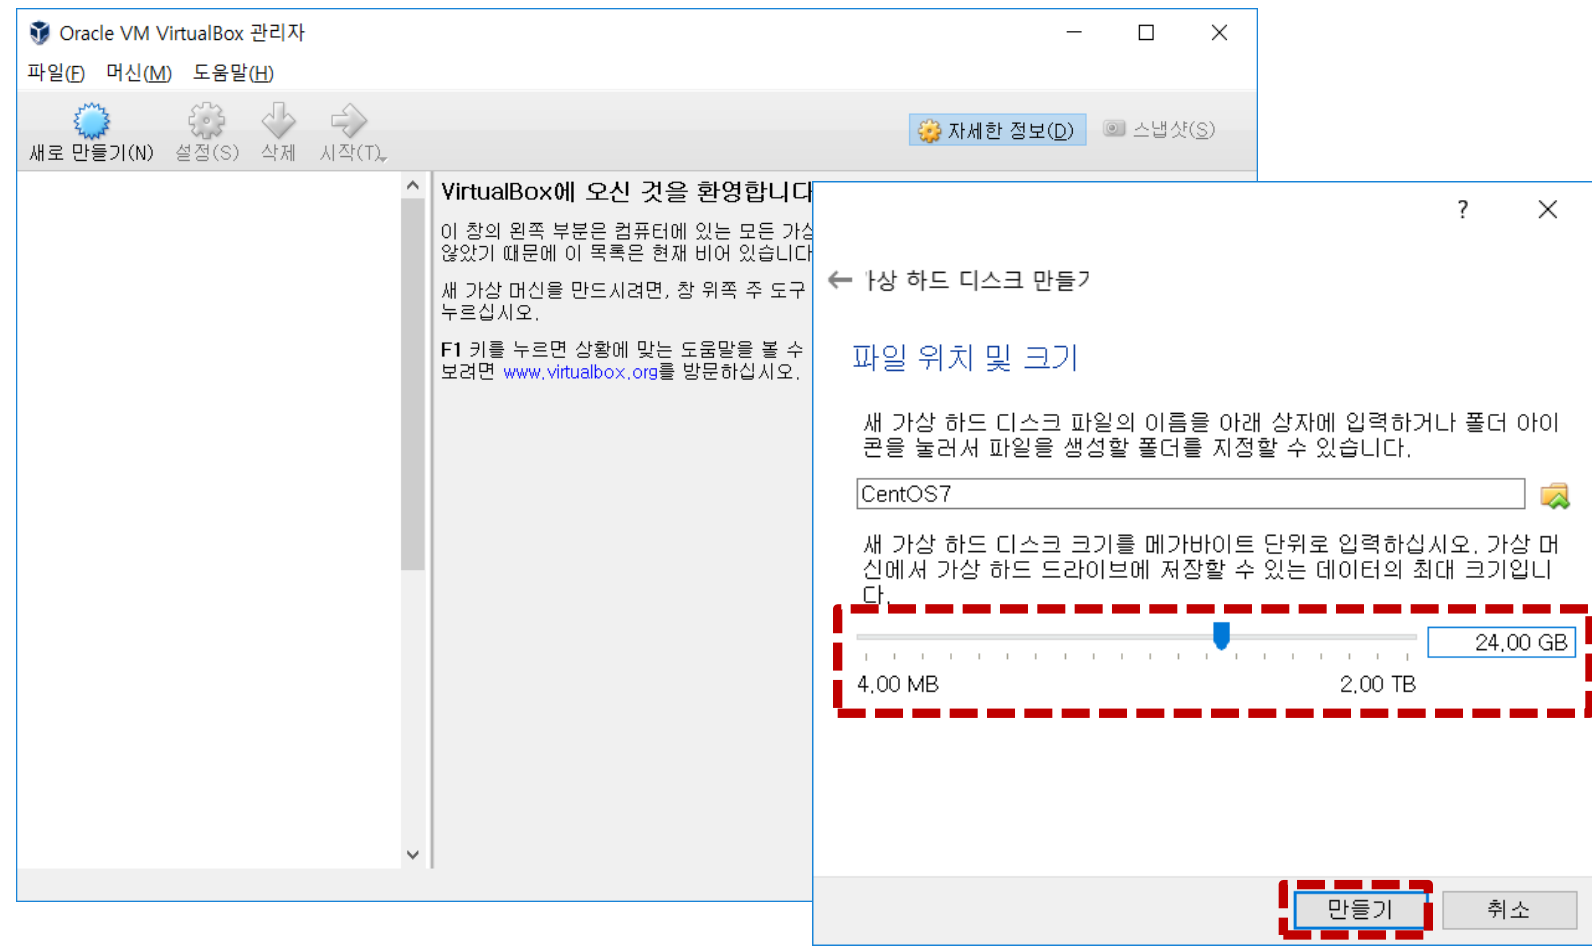 Oracle VM VirtualBox 관리자
파일(F) 머신(M) 도움말(H)
새로 만들기(N) 설정(S) 삭제 시작(T)
자세한 정보(D) 스냅샷(S)
VirtualBox에 오신 것을 환영합니다
이 창의 왼쪽 부분은 컴퓨터에 있는 모든 가상
않았기 때문에 이 목록은 현재 비어 있습니다
새 가상 머신을 만드시려면, 창 위쪽 주 도구
누르십시오.
F1 키를 누르면 상황에 맞는 도움말을 볼 수
보려면 www.virtualbox.org를 방문하십시오.
?
가상 하드 디스크 만들기
파일 위치 및 크기
새 가상 하드 디스크 파일의 이름을 아래 상자에 입력하거나 폴더 아이
콘을 눌러서 파일을 생성할 폴더를 지정할 수 있습니다.
CentOS7
새 가상 하드 디스크 크기를 메가바이트 단위로 입력하십시오. 가상 머
신에서 가상 하드 드라이브에 저장할 수 있는 데이터의 최대 크기입니
다.
24.00 GB
4.00 MB 2.00 TB
만들기 취소